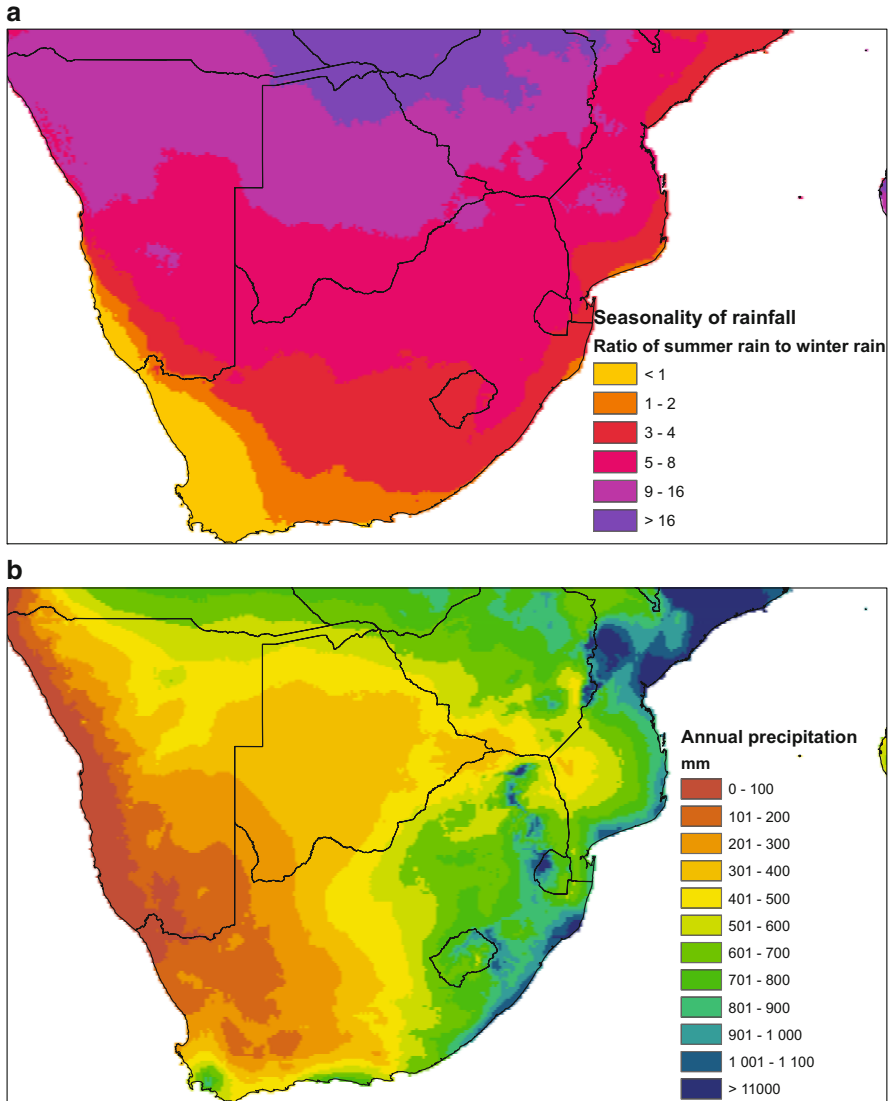 a
Seasonality of rainfall
Ratio of summer rain to winter rain
< 1
1 - 2
3 - 4
5 - 8
9 - 16
> 16
b
Annual precipitation
mm
0 - 100
101 - 200
201 - 300
301 - 400
401 - 500
501 - 600
601 - 700
701 - 800
801 - 900
901 - 1 000
1 001 - 1 100
> 11000